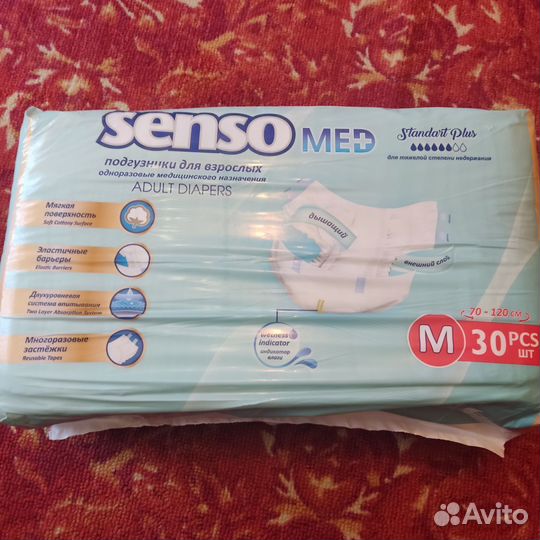 senso MED
Standart Plus
для тяжелой степени недержания
подгузники для взрослых
одноразовые медицинского назначения
ADULT DIAPERS
Мягкая
поверхность
Soft Cottony Surface
Эластичные
барьеры
Elastic Barriers
Двухуровневая
система впитывания
Two Layer Absorption System
Многоразовые
застёжки
Reusable Tapes
дышащий
внешний слой
wetness
indicator
индикатор
влаги
70 - 120 см
M 30 PCS
шт
Avito